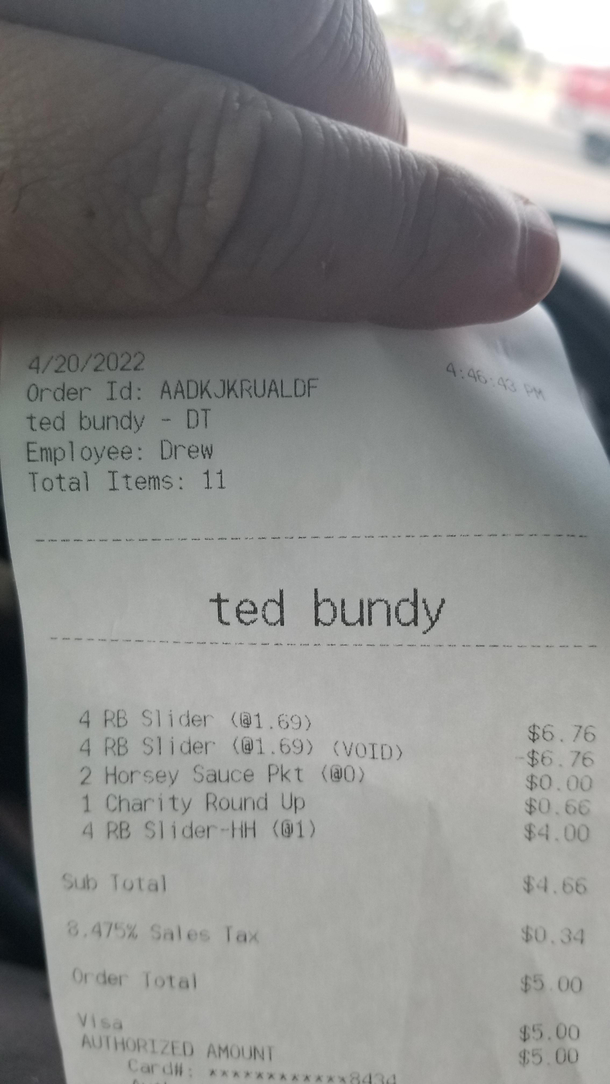 4/20/2022 4:46:43 PM
Order Id: AADKJKRUALDF
ted bundy - DT
Employee: Drew
Total Items: 11
ted bundy
4 RB Slider (@1.69) $6.76
4 RB Slider (@1.69) (VOID) -$6.76
2 Horsey Sauce Pkt (@0) $0.00
1 Charity Round Up $0.66
4 RB Slider-HH (@1) $4.00
Sub Total $4.66
8.475% Sales Tax $0.34
Order Total $5.00
Visa $5.00
AUTHORIZED AMOUNT $5.00
Card#: ************8434